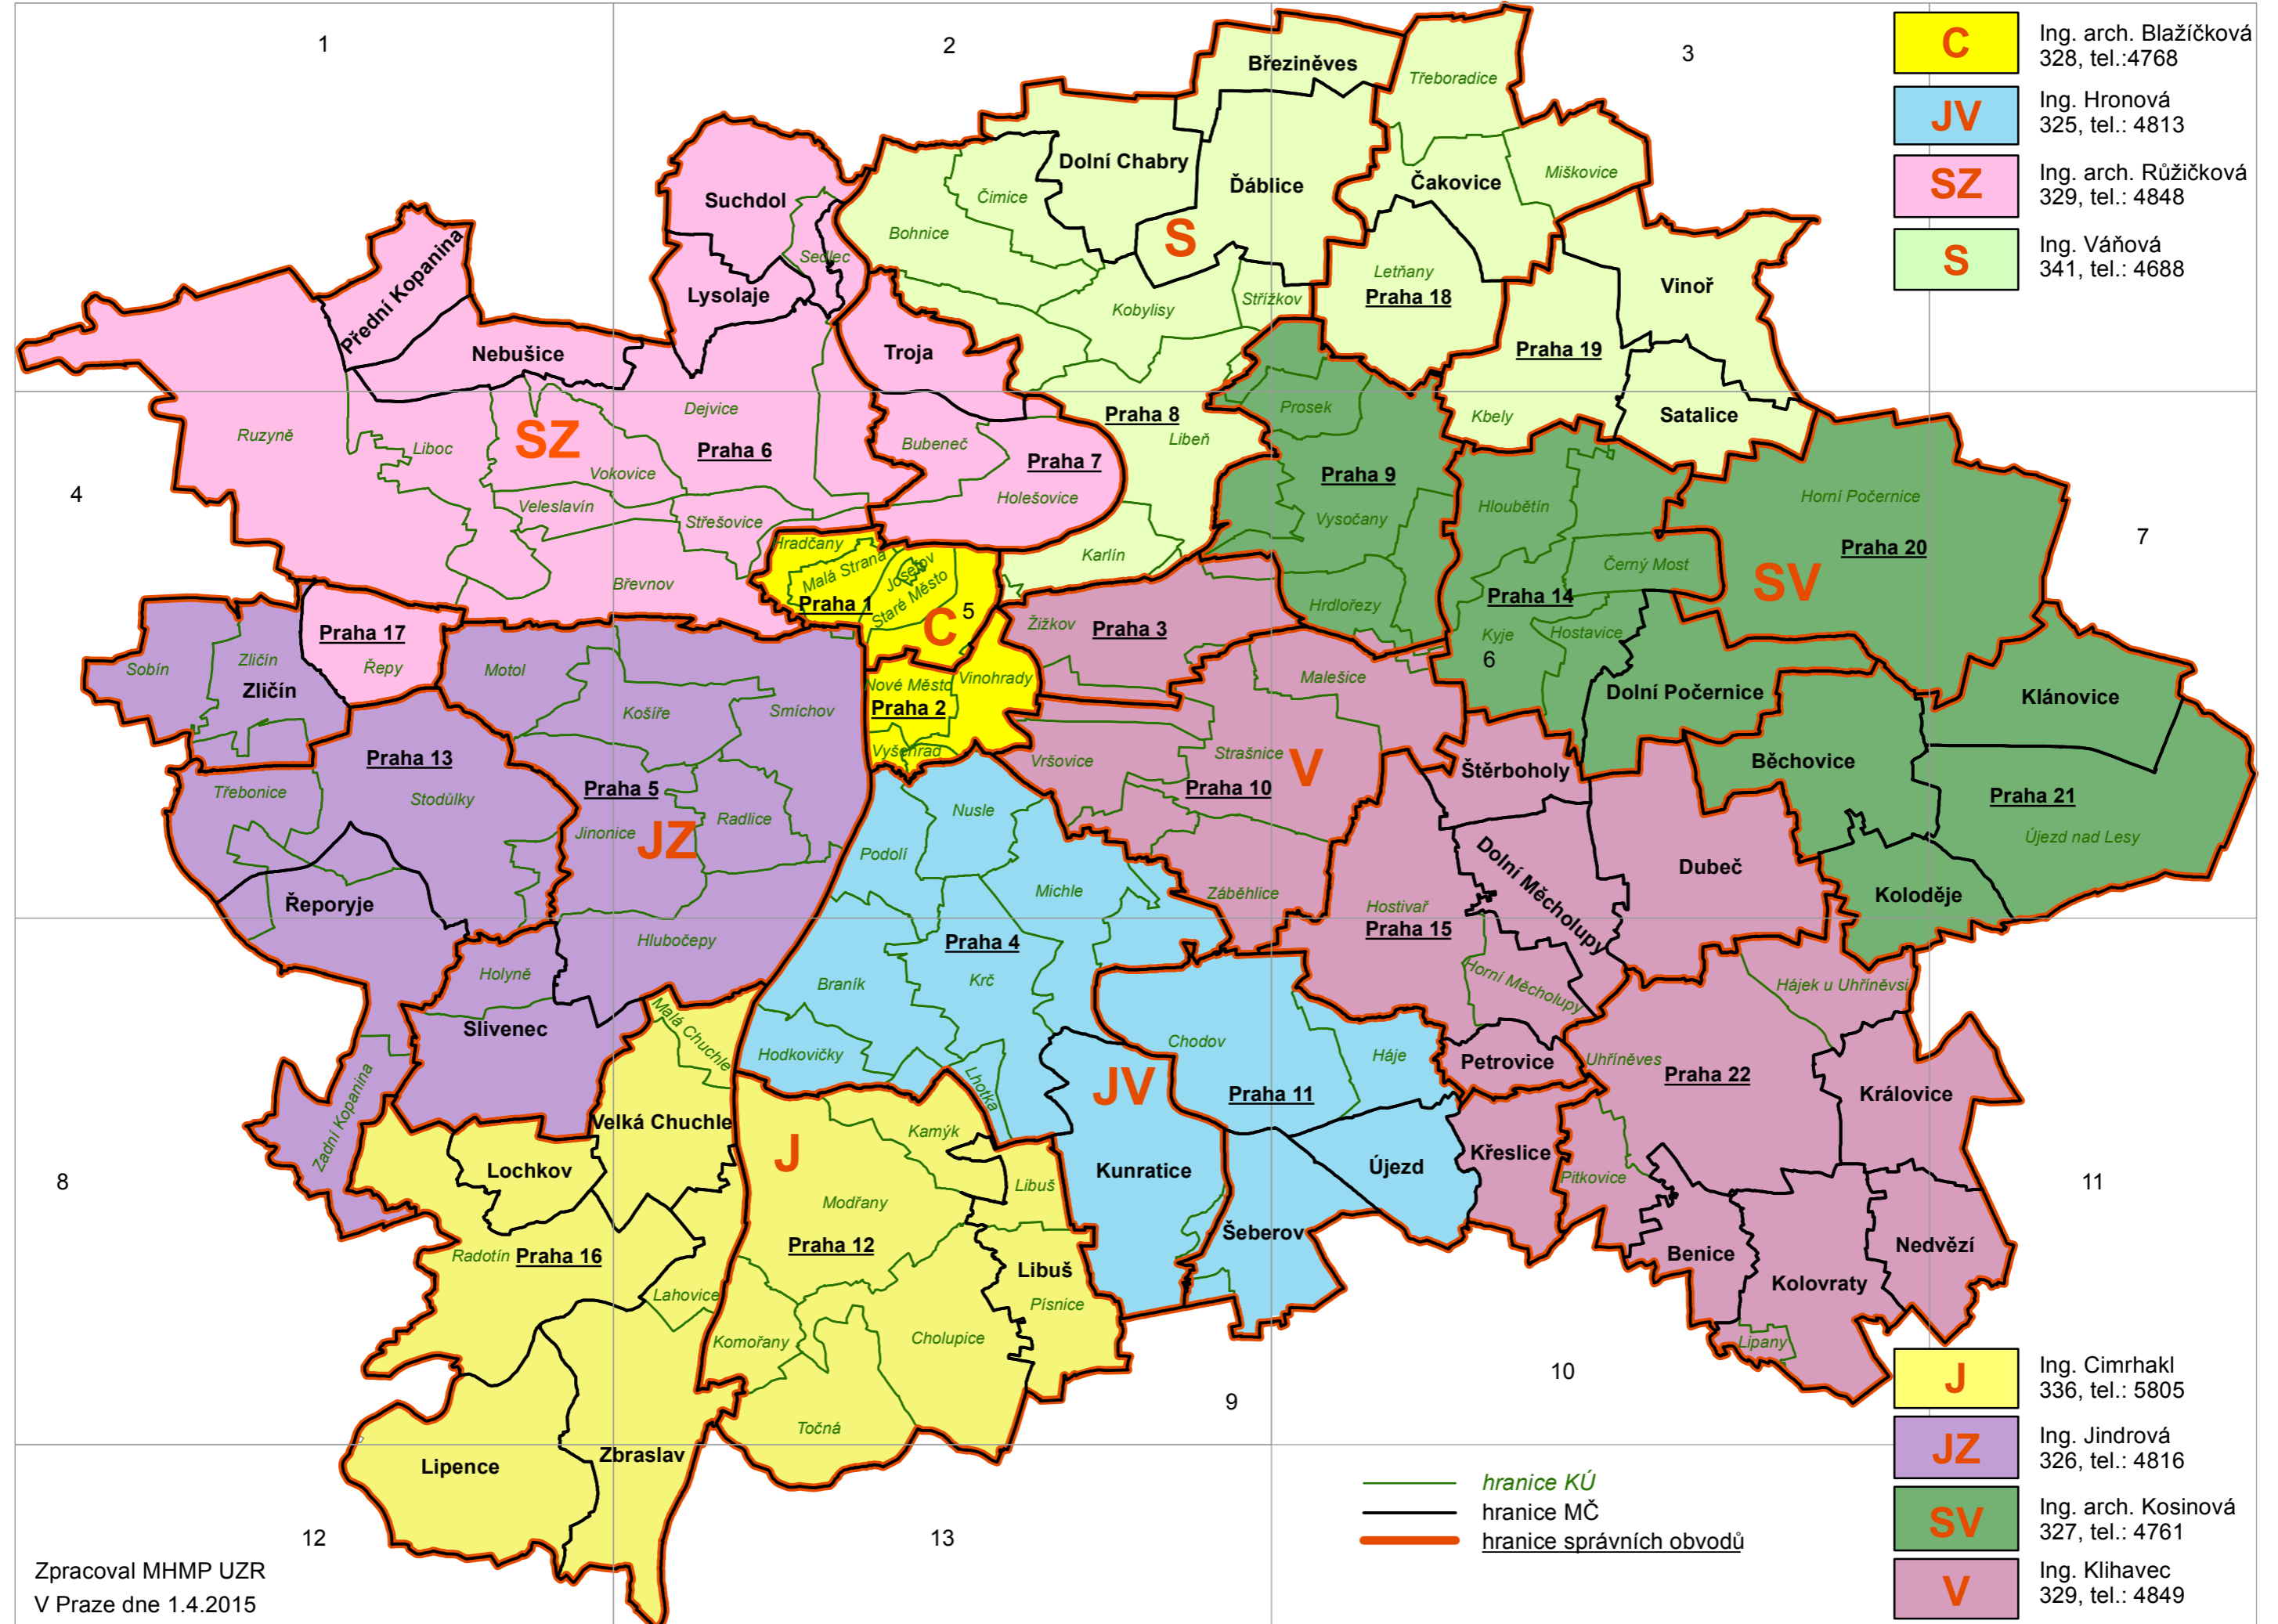 1
2
3
C
Ing. arch. Blažíčková
328, tel.:4768
JV
Ing. Hronová
325, tel.: 4813
SZ
Ing. arch. Růžičková
329, tel.: 4848
S
Ing. Váňová
341, tel.: 4688
Březiněves
Třeboradice
Dolní Chabry
Ďáblice
Čakovice
Miškovice
Čimice
Bohnice
S
Suchdol
Sedlec
Přední Kopanina
Lysolaje
Nebušice
Troja
Kobylisy
Střížkov
Letňany
Praha 18
Vinoř
Praha 19
Satalice
Kbely
Praha 8
Libeň
Prosek
Dejvice
Ruzyně
Liboc
SZ
Praha 6
Vokovice
Veleslavín
Střešovice
Břevnov
Bubeneč
Praha 7
Holešovice
Karlín
4
Praha 9
Vysočany
Hrdlořezy
Hloubětín
Černý Most
Praha 14
Kyje
Hostavice
6
Horní Počernice
Praha 20
SV
7
Hradčany
Malá Strana
Josefov
Staré Město
Praha 1
C
5
Nové Město
Vinohrady
Praha 2
Vyšehrad
Žižkov
Praha 3
Malešice
Praha 17
Řepy
Sobín
Zličín
Zličín
Motol
Košíře
Smíchov
Praha 13
Třebonice
Stodůlky
Praha 5
Jinonice
JZ
Radlice
Řeporyje
Hlubočepy
Holyně
Slivenec
Zadní Kopanina
Vršovice
Strašnice
V
Praha 10
Záběhlice
Štěrboholy
Dolní Počernice
Běchovice
Klánovice
Praha 21
Újezd nad Lesy
Koloděje
Dubeč
Dolní Měcholupy
Hostivař
Praha 15
Horní Měcholupy
Petrovice
Nusle
Podolí
Michle
Praha 4
Krč
Braník
Hodkovičky
Lhotka
JV
Chodov
Háje
Praha 11
Kunratice
Šeberov
Újezd
Křeslice
Hájek u Uhříněvsi
Uhříněves
Praha 22
Královice
Pitkovice
Benice
Kolovraty
Nedvězí
Lipany
Malá Chuchle
Velká Chuchle
Lochkov
Radotín
Praha 16
Lahovice
J
Kamýk
Modřany
Praha 12
Libuš
Libuš
Písnice
Komořany
Cholupice
Točná
Lipence
Zbraslav
8
9
10
11
12
13
J
Ing. Cimrhakl
336, tel.: 5805
JZ
Ing. Jindrová
326, tel.: 4816
SV
Ing. arch. Kosinová
327, tel.: 4761
V
Ing. Klihavec
329, tel.: 4849
hranice KÚ
hranice MČ
hranice správních obvodů
Zpracoval MHMP UZR
V Praze dne 1.4.2015